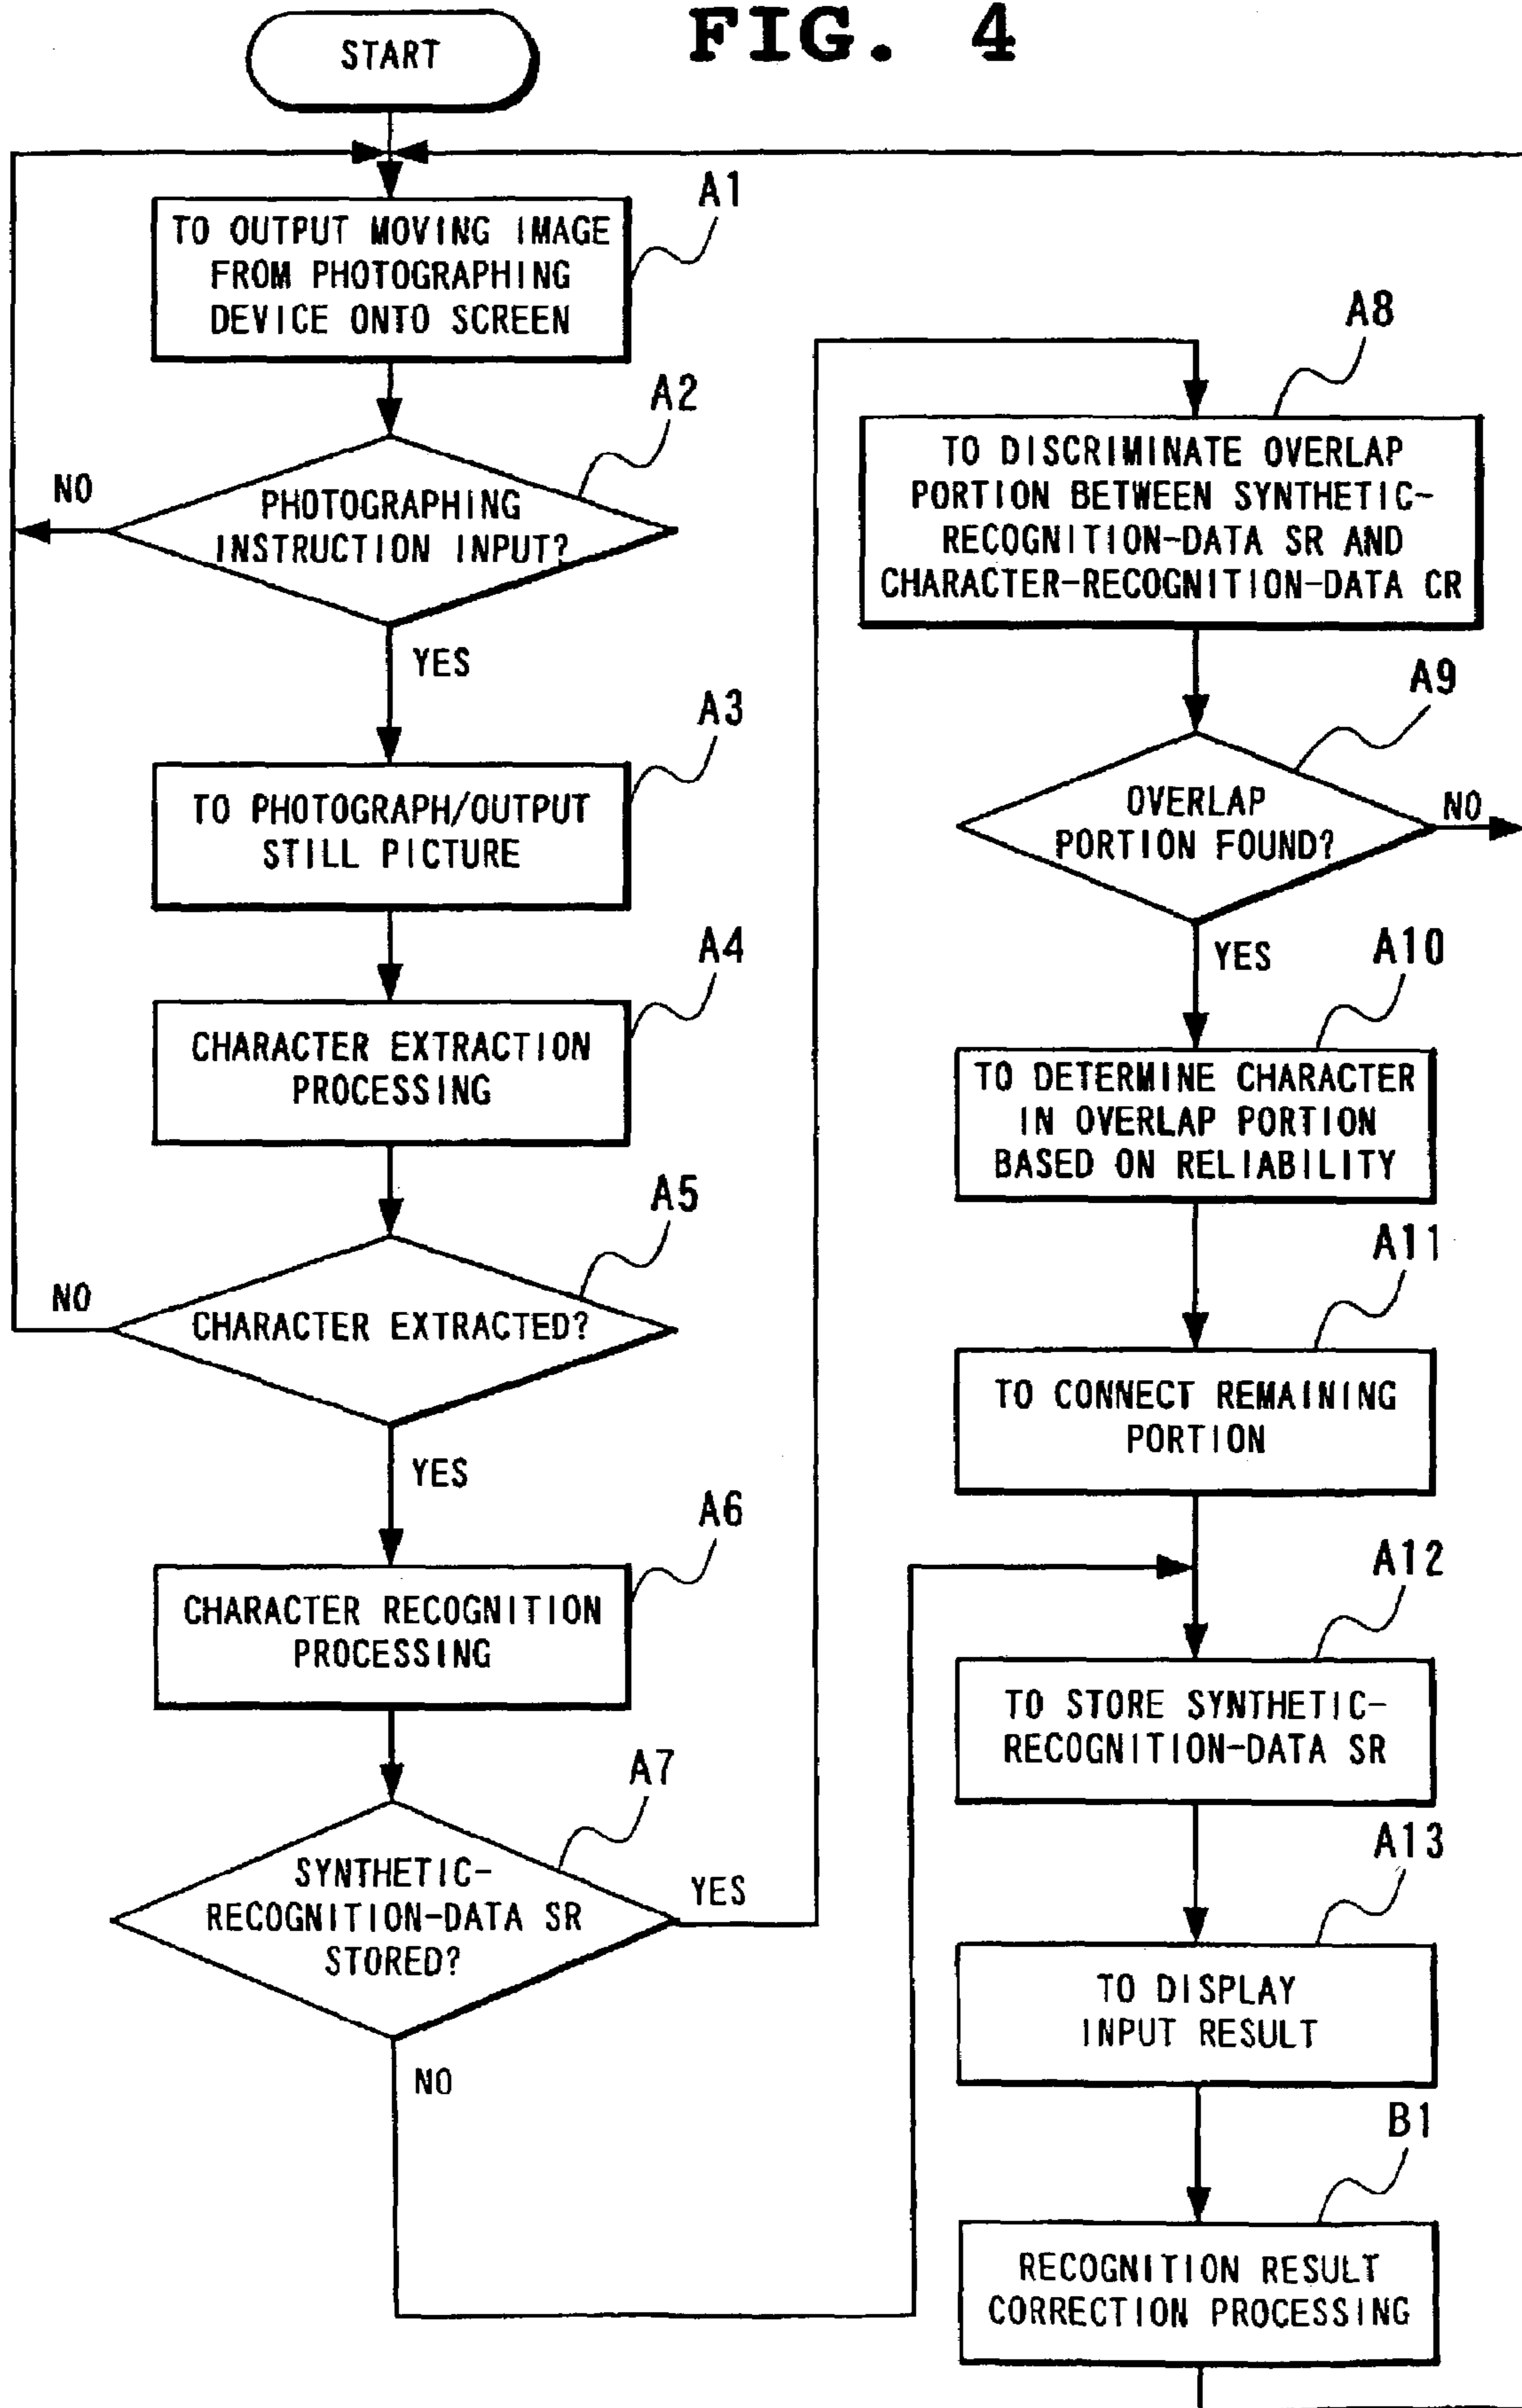 FIG. 4
START
A1
TO OUTPUT MOVING IMAGE
FROM PHOTOGRAPHING
DEVICE ONTO SCREEN
A2
NO
PHOTOGRAPHING
INSTRUCTION INPUT?
YES
A3
TO PHOTOGRAPH/OUTPUT
STILL PICTURE
A4
CHARACTER EXTRACTION
PROCESSING
A5
NO
CHARACTER EXTRACTED?
YES
A6
CHARACTER RECOGNITION
PROCESSING
A7
SYNTHETIC-
RECOGNITION-DATA SR
STORED?
YES
NO
A8
TO DISCRIMINATE OVERLAP
PORTION BETWEEN SYNTHETIC-
RECOGNITION-DATA SR AND
CHARACTER-RECOGNITION-DATA CR
A9
OVERLAP
PORTION FOUND?
NO
YES
A10
TO DETERMINE CHARACTER
IN OVERLAP PORTION
BASED ON RELIABILITY
A11
TO CONNECT REMAINING
PORTION
A12
TO STORE SYNTHETIC-
RECOGNITION-DATA SR
A13
TO DISPLAY
INPUT RESULT
B1
RECOGNITION RESULT
CORRECTION PROCESSING